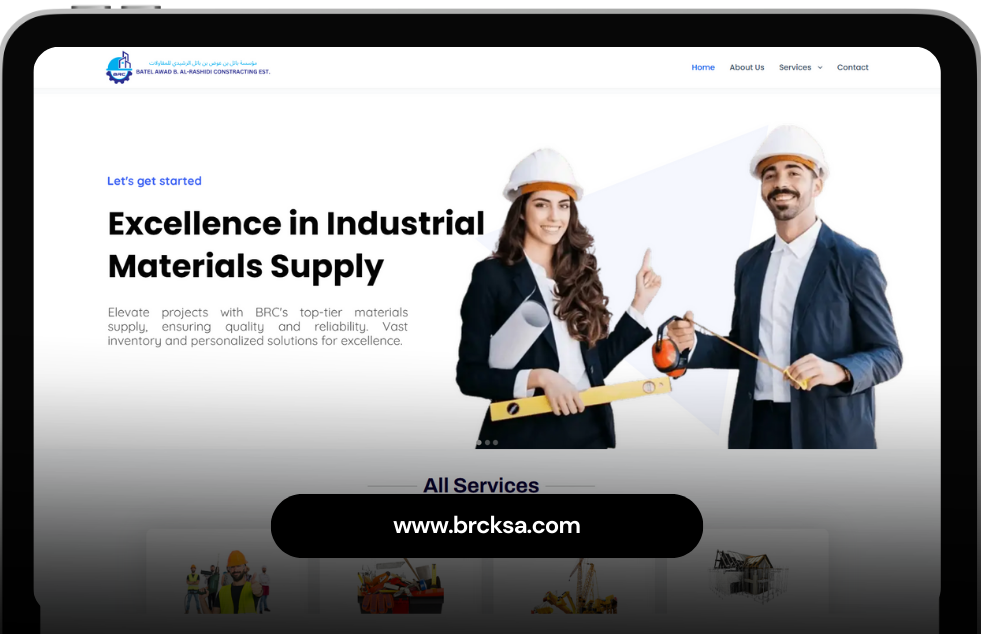 مؤسسة باتل بن عوض بن باتل الرشيدي للمقاولات
BRC
BATEL AWAD B. AL-RASHIDI CONSTRACTING EST.
Home
About Us
Services
Contact
Let's get started
Excellence in Industrial
Materials Supply
Elevate projects with BRC's top-tier materials
supply, ensuring quality and reliability. Vast
inventory and personalized solutions for excellence.
All Services
www.brcksa.com